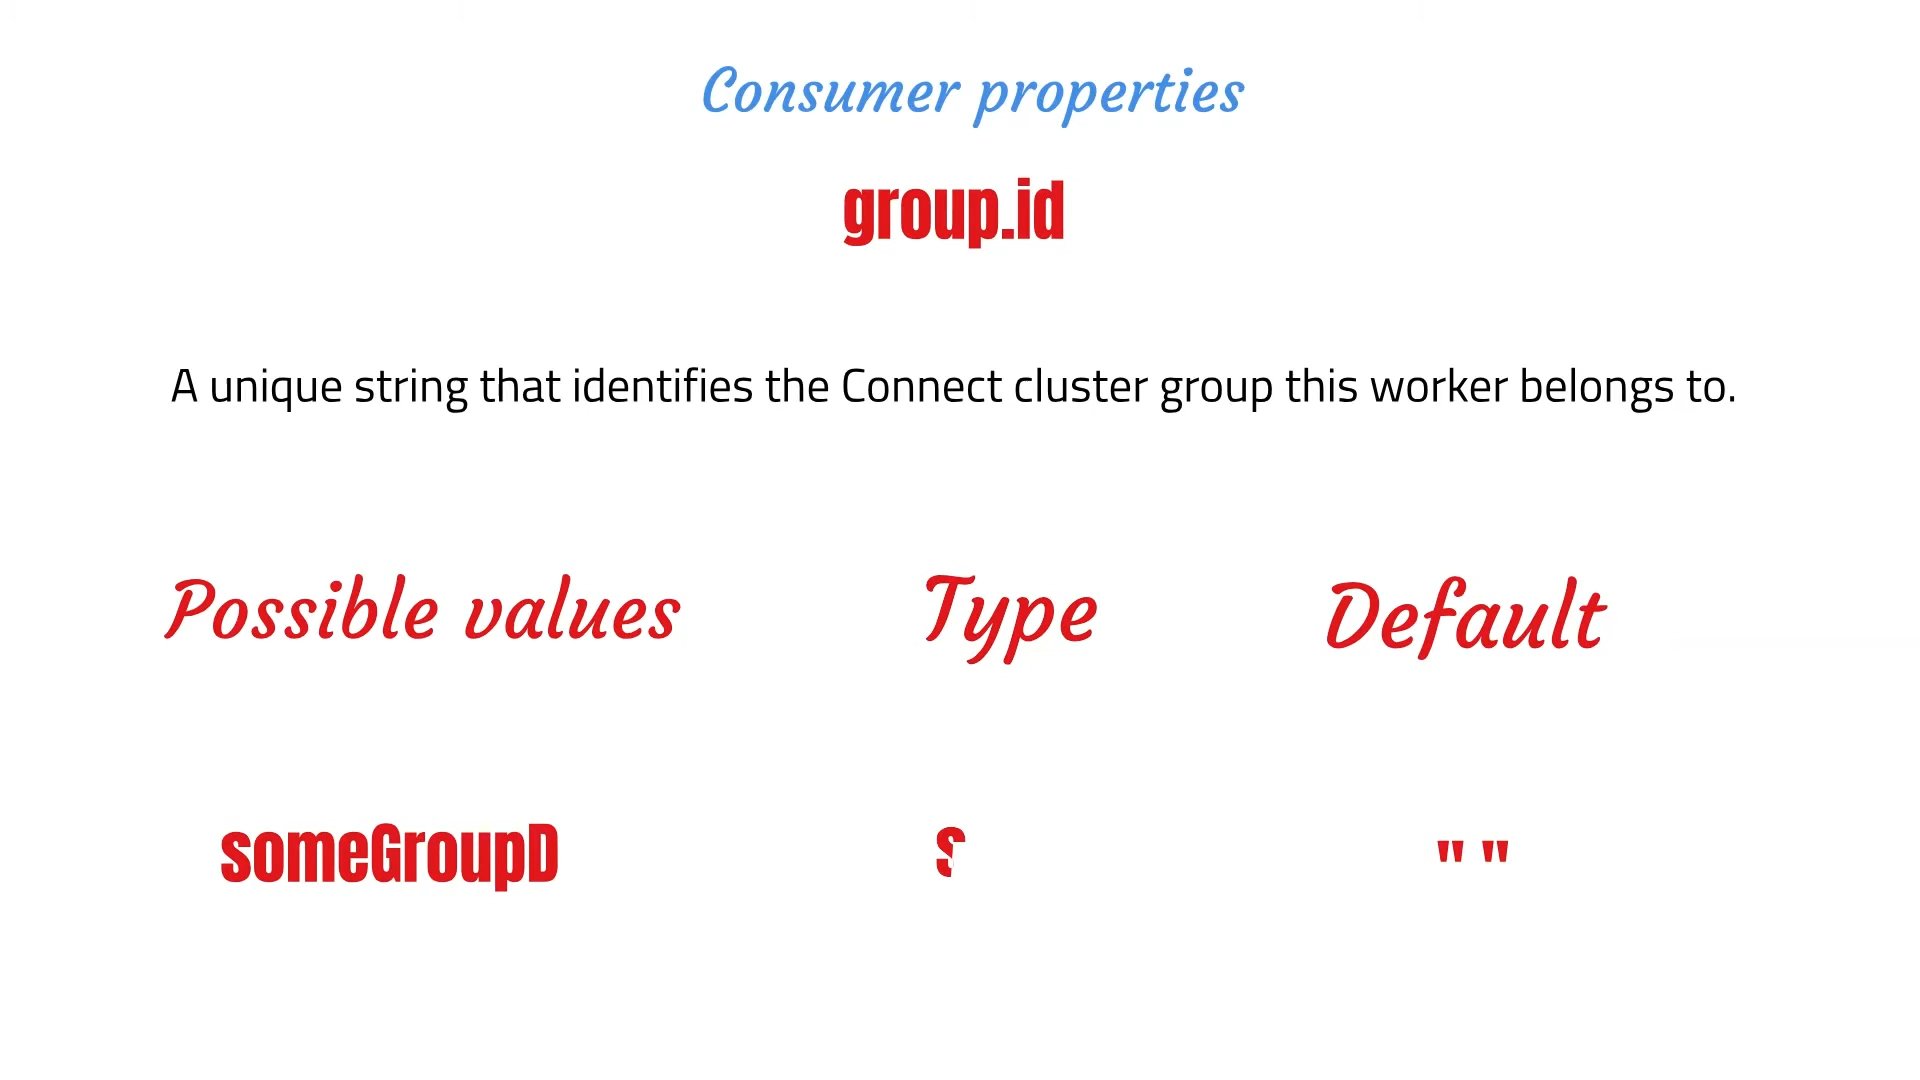 Consumer properties
group.id
A unique string that identifies the Connect cluster group this worker belongs to.
Possible values Type Default
someGroupD " "